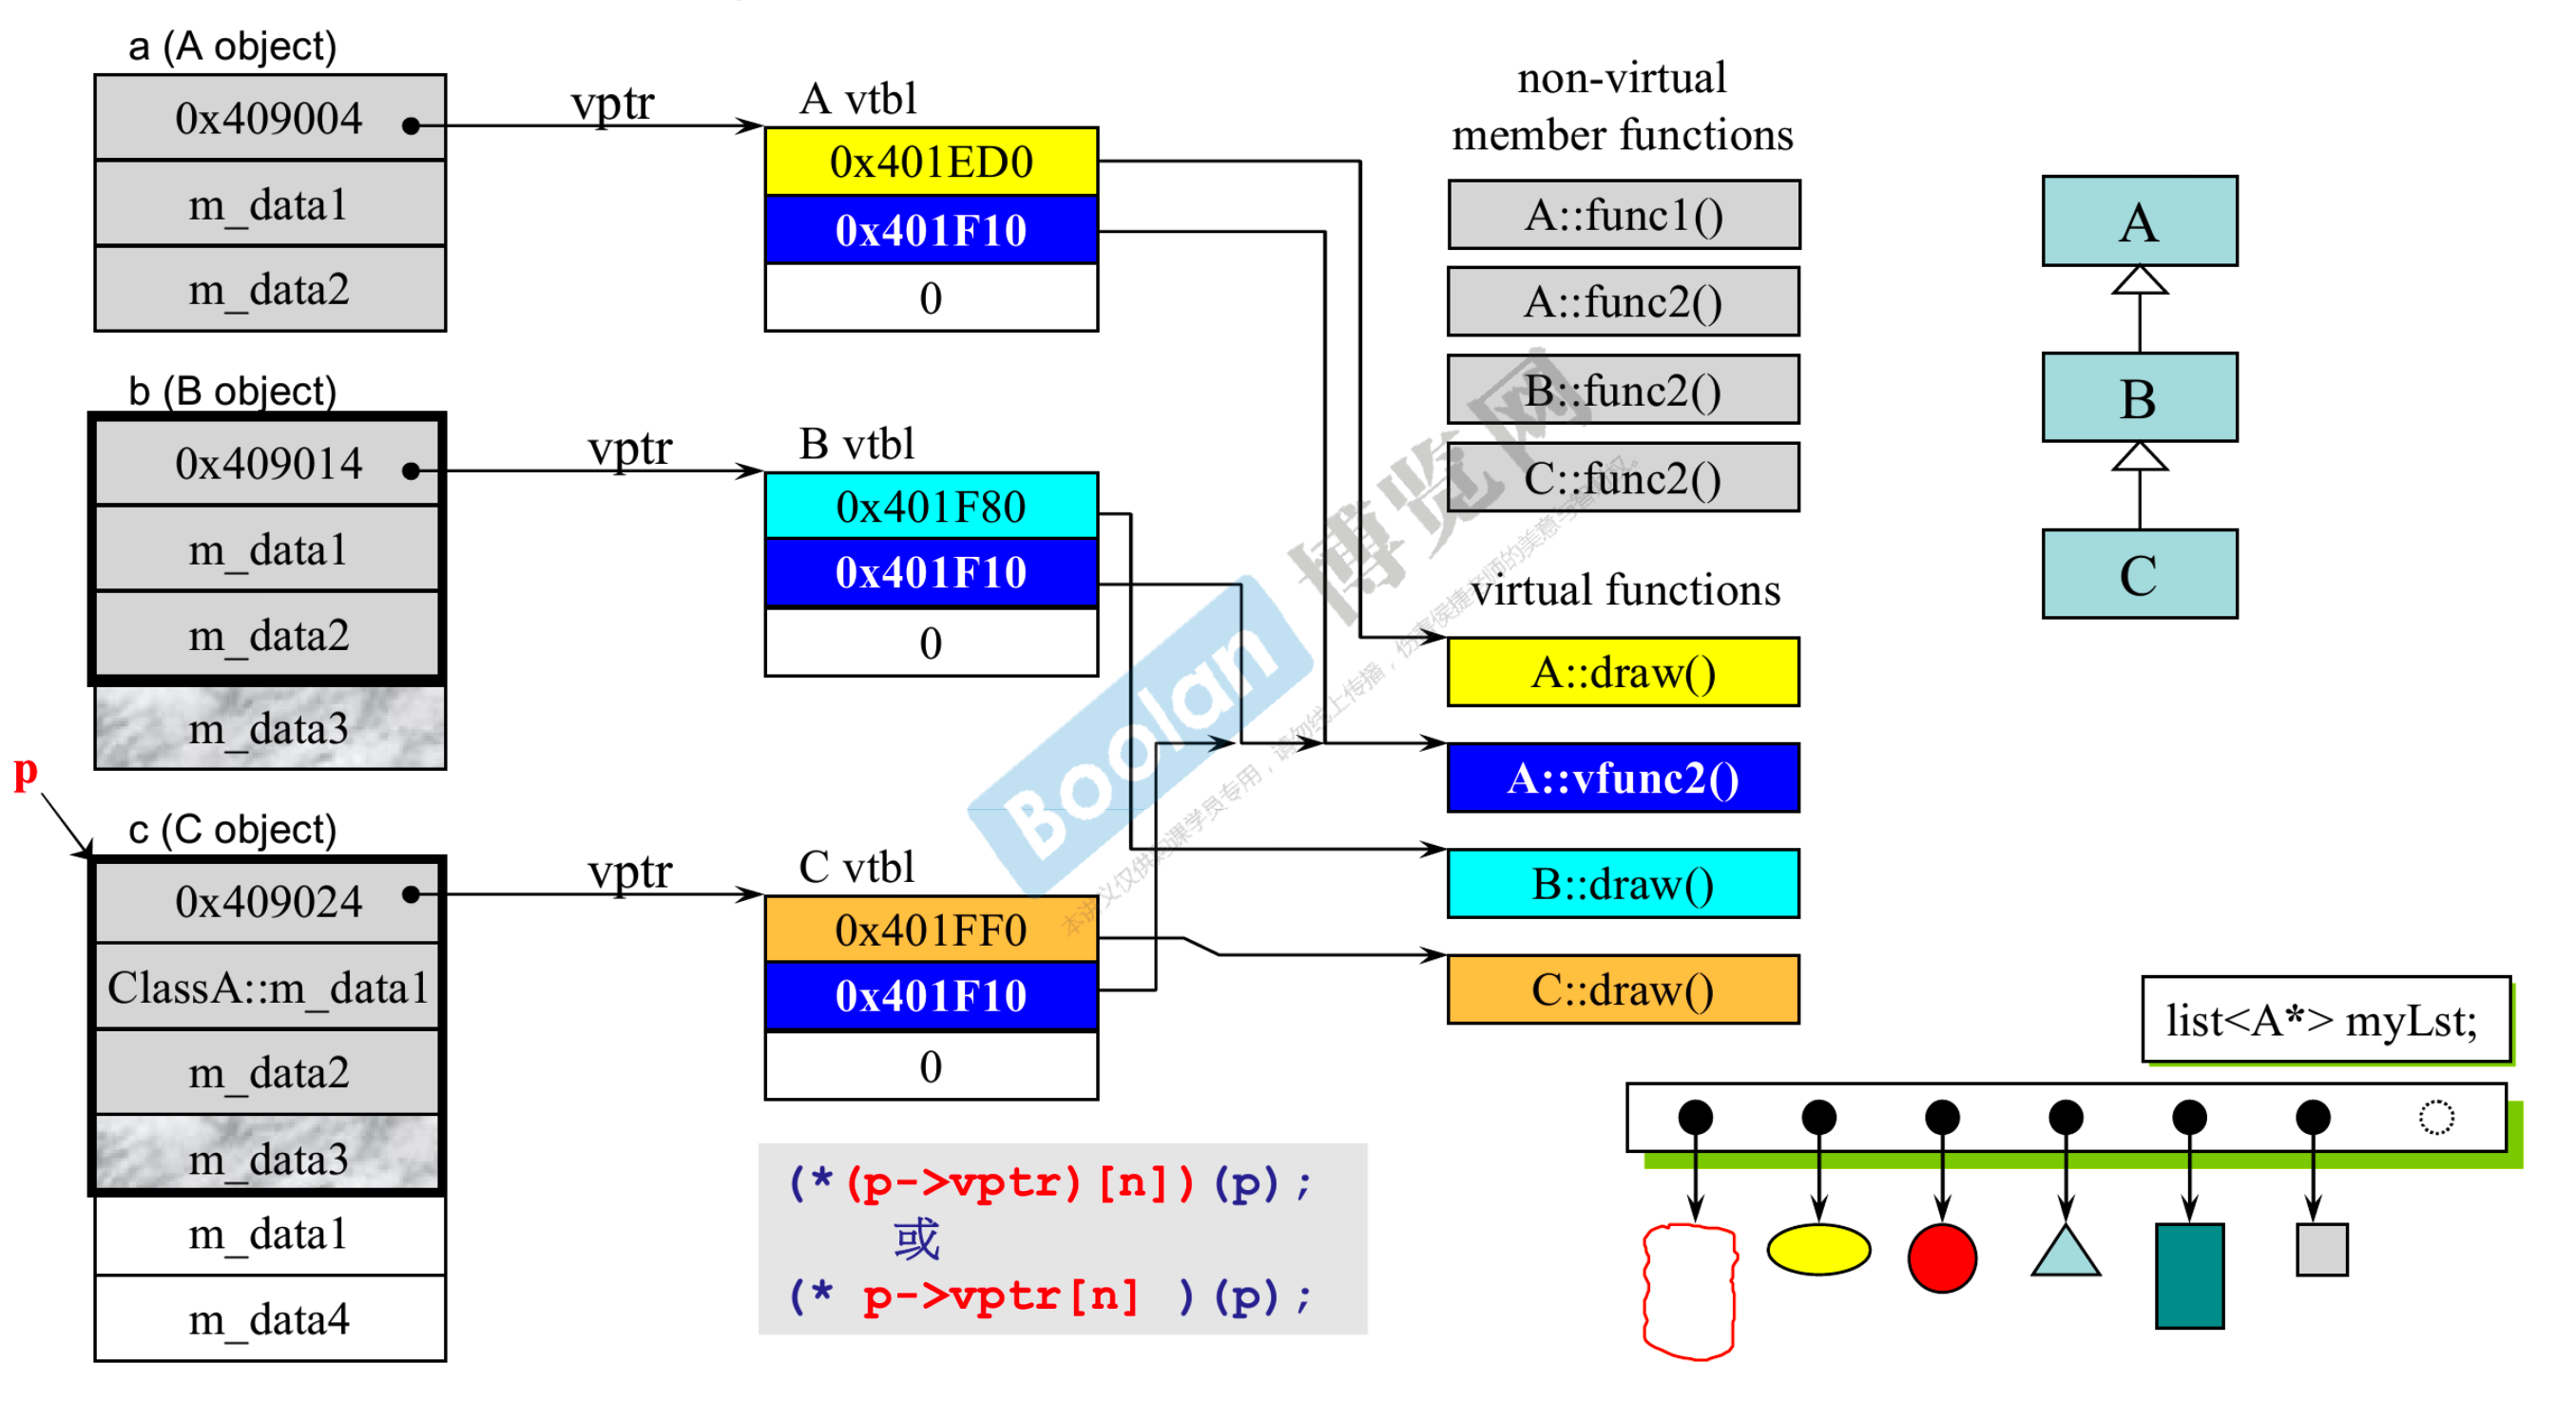 a (A object)
0x409004
m_data1
m_data2
vptr
A vtbl
0x401ED0
0x401F10
0
b (B object)
0x409014
m_data1
m_data2
m_data3
vptr
B vtbl
0x401F80
0x401F10
0
p
c (C object)
0x409024
ClassA::m_data1
m_data2
m_data3
m_data1
m_data4
vptr
C vtbl
0x401FF0
0x401F10
0
(*(p->vptr)[n])(p);
或
(* p->vptr[n] )(p);
non-virtual
member functions
A::func1()
A::func2()
B::func2()
C::func2()
virtual functions
A::draw()
A::vfunc2()
B::draw()
C::draw()
A
B
C
list<A*> myLst;
Boolan
博览网